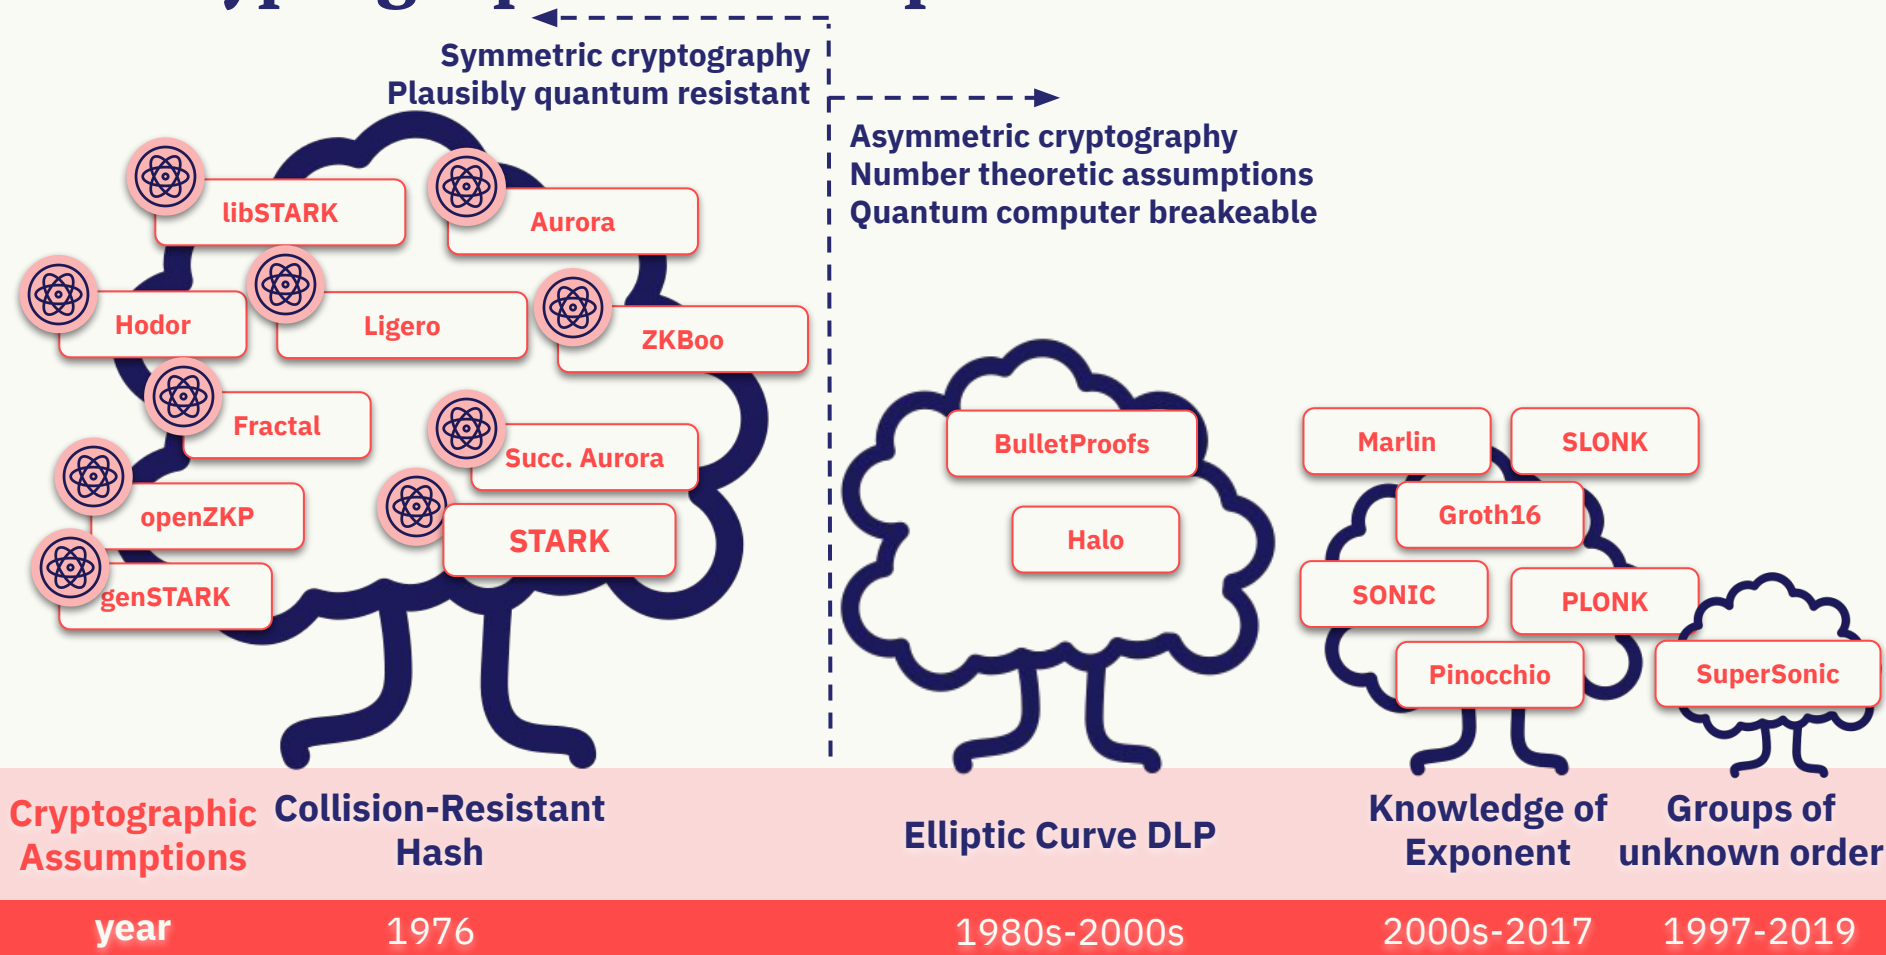 Symmetric cryptography
Plausibly quantum resistant
Asymmetric cryptography
Number theoretic assumptions
Quantum computer breakeable
libSTARK
Aurora
Hodor
Ligero
ZKBoo
Fractal
Succ. Aurora
openZKP
STARK
genSTARK
BulletProofs
Halo
Marlin
SLONK
Groth16
SONIC
PLONK
Pinocchio
SuperSonic
Cryptographic
Assumptions
Collision-Resistant
Hash
Elliptic Curve DLP
Knowledge of
Exponent
Groups of
unknown order
year
1976
1980s-2000s
2000s-2017
1997-2019